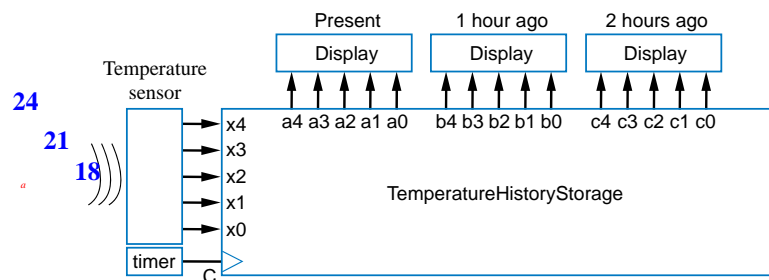 Present 1 hour ago 2 hours ago
Display Display Display
Temperature
sensor
24
21
18
a
x4
x3
x2
x1
x0
a4 a3 a2 a1 a0 b4 b3 b2 b1 b0 c4 c3 c2 c1 c0
TemperatureHistoryStorage
timer
C